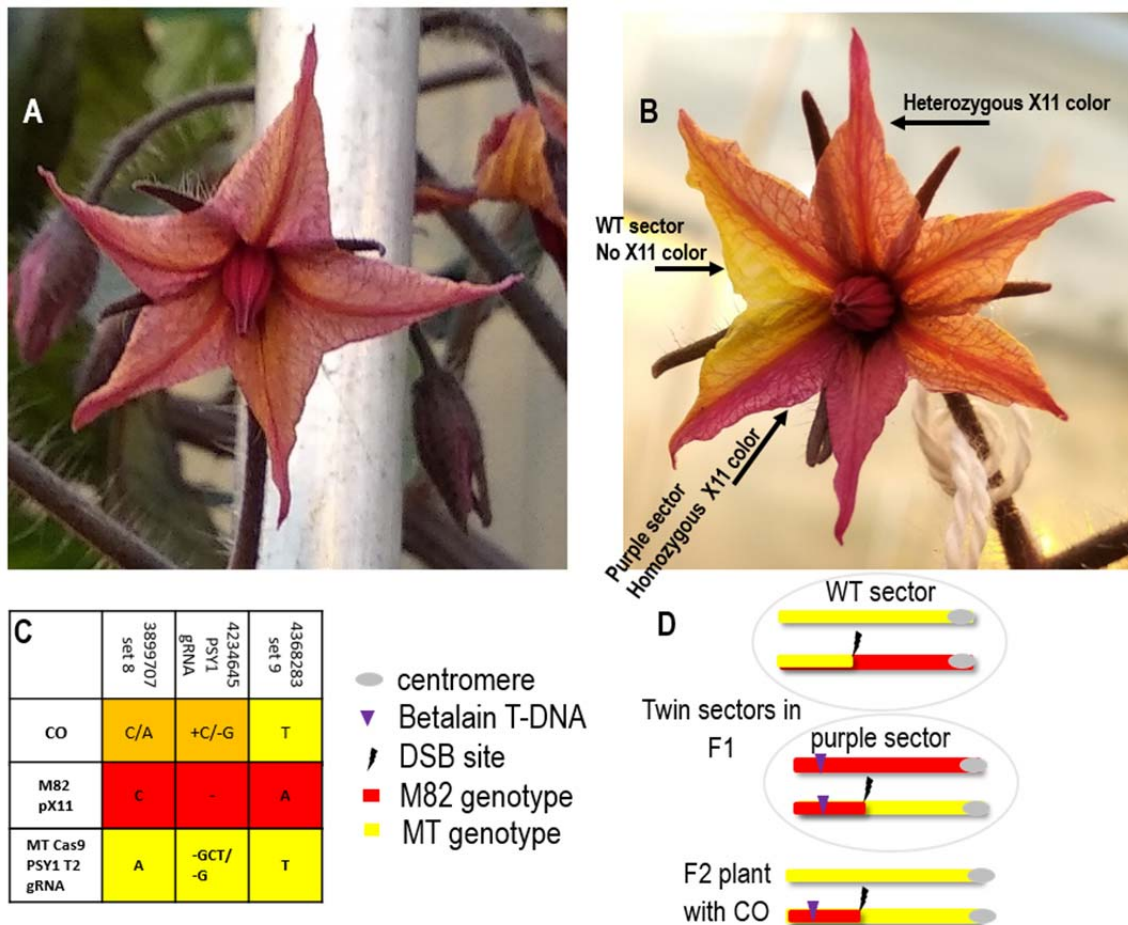 A
B
Heterozygous X11 color
WT sector
No X11 color
Purple sector
Homozygous X11 color
C
3899707
set 8
4234645
PSY1
gRNA
4368283
set 9
CO
C/A
+C/-G
T
M82
pX11
C
-
A
MT Cas9
PSY1 T2
gRNA
A
-GCT/
-G
T
centromere
Betalain T-DNA
DSB site
M82 genotype
MT genotype
D
WT sector
Twin sectors in
F1
purple sector
F2 plant
with CO